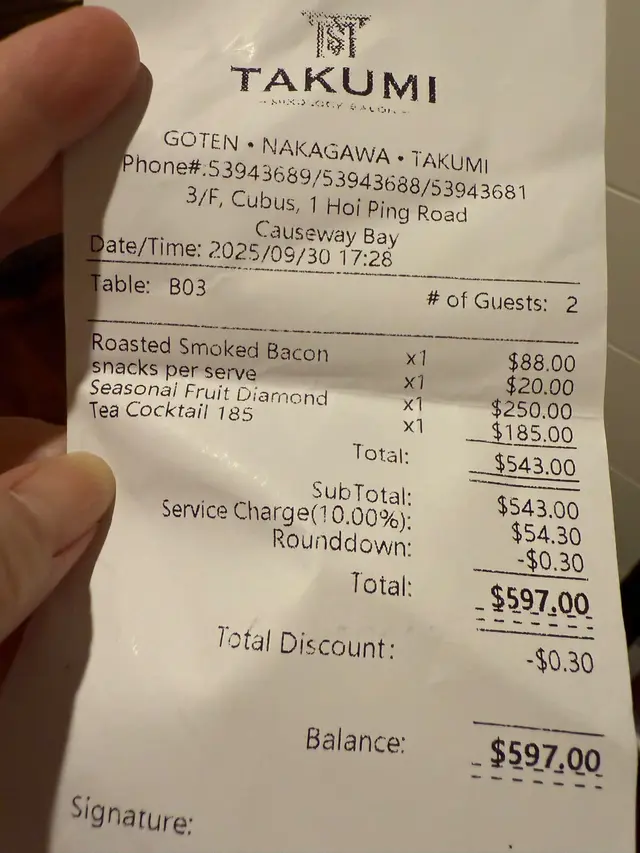 TAKUMI
GOTEN • NAKAGAWA • TAKUMI
Phone#:53943689/53943688/53943681
3/F, Cubus, 1 Hoi Ping Road
Causeway Bay
Date/Time: 2025/09/30 17:28
Table: B03 # of Guests: 2
Roasted Smoked Bacon x1 $88.00
snacks per serve x1 $20.00
Seasonal Fruit Diamond x1 $250.00
Tea Cocktail 185 x1 $185.00
Total: $543.00
SubTotal: $543.00
Service Charge(10.00%): $54.30
Rounddown: -$0.30
Total: $597.00
Total Discount: -$0.30
Balance: $597.00
Signature: